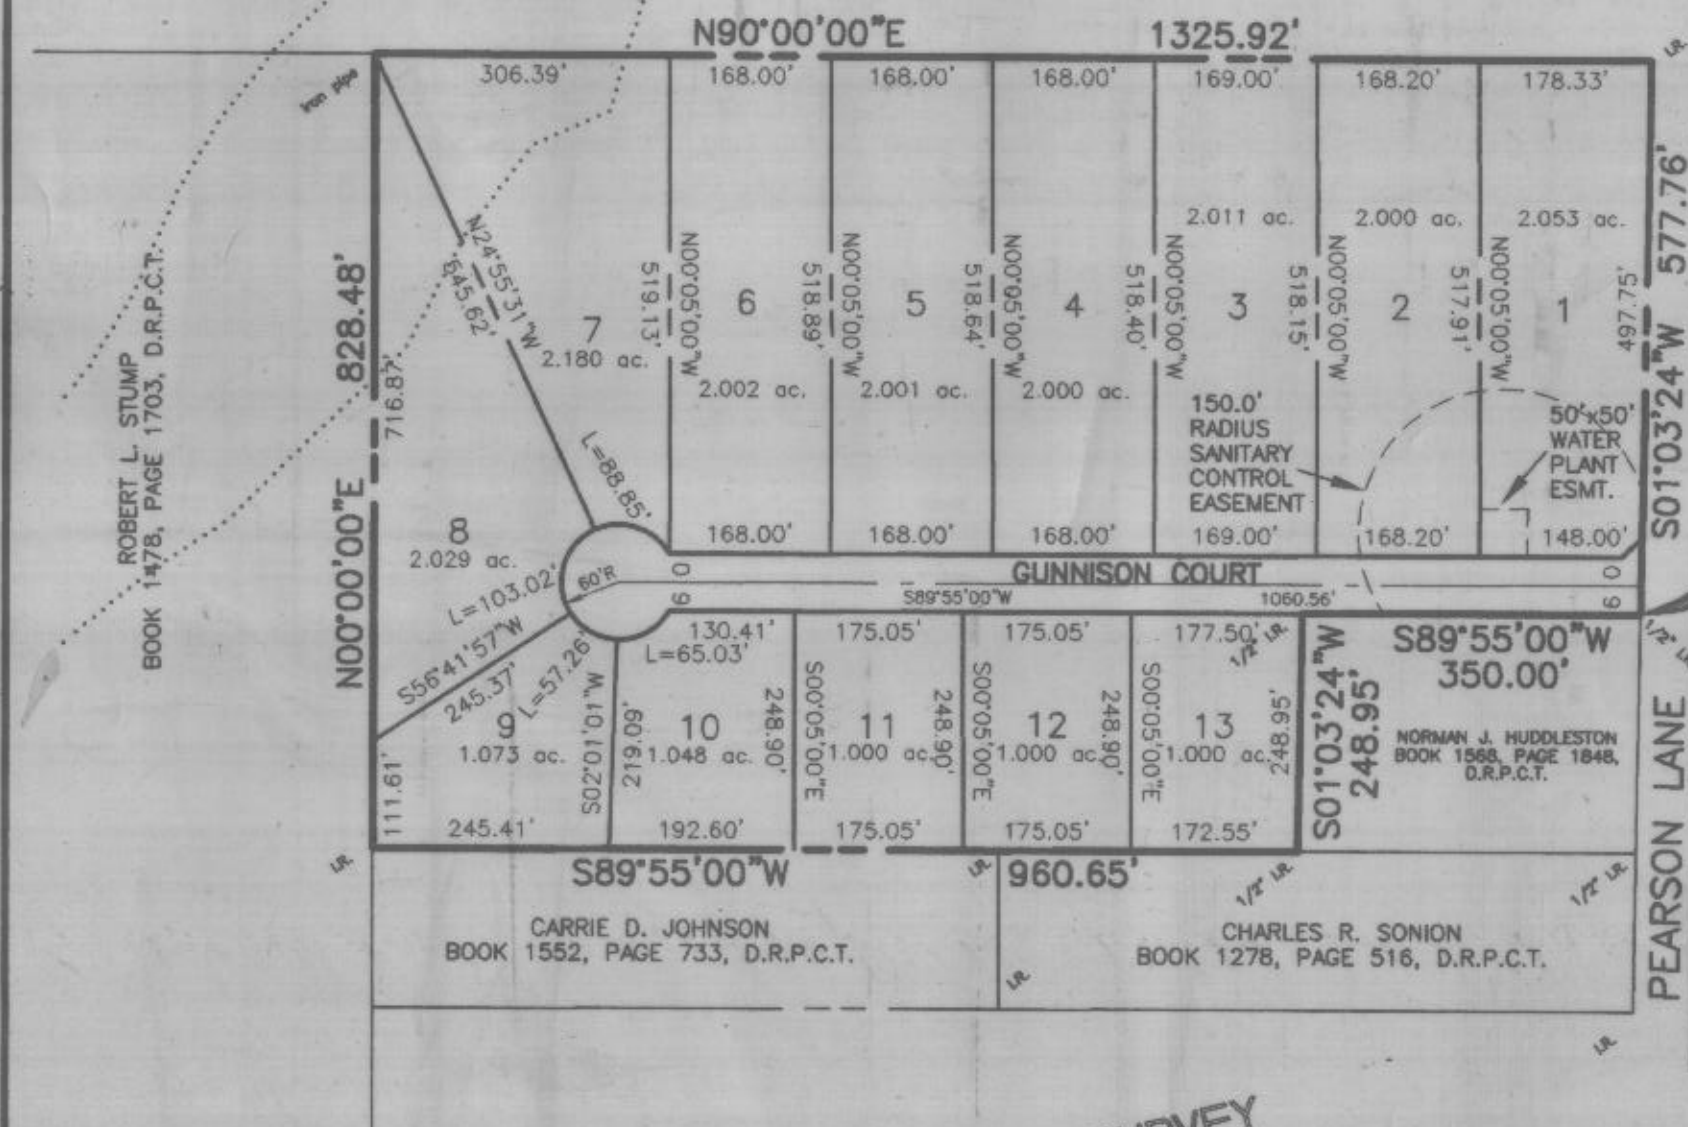 N90°00'00"E 1325.92'
306.39' 168.00' 168.00' 168.00' 169.00' 168.20' 178.33'
Iron pipe
I.R.
ROBERT L. STUMP
BOOK 1478, PAGE 1703, D.R.P.C.T.
N00°00'00"E 828.48'
716.87'
N24°55'31"W
645.62'
7
2.180 ac.
519.13'
N00°05'00"W
6
2.002 ac.
518.89'
N00°05'00"W
5
2.001 ac.
518.64'
N00°05'00"W
4
2.000 ac.
518.40'
N00°05'00"W
3
2.011 ac.
518.15'
N00°05'00"W
2
2.000 ac.
517.91'
N00°05'00"W
1
2.053 ac.
497.75'
S01°03'24"W 577.76'
150.0'
RADIUS
SANITARY
CONTROL
EASEMENT
50'x50'
WATER
PLANT
ESMT.
L=88.85'
168.00' 168.00' 168.00' 169.00' 168.20' 148.00'
8
2.029 ac.
L=103.02'
60'R
60
GUNNISON COURT
S89°55'00"W 1060.56'
60
S56°41'57"W
245.37'
L=57.26'
130.41' 175.05' 175.05' 177.50'
L=65.03'
1/2" I.R.
1/2" I.R.
9
1.073 ac.
111.61'
S02°01'01"W
219.09'
10
1.048 ac.
248.90'
S00°05'00"E
11
1.000 ac.
248.90'
S00°05'00"E
12
1.000 ac.
248.90'
S00°05'00"E
13
1.000 ac.
248.95'
S01°03'24"W
248.95'
S89°55'00"W
350.00'
NORMAN J. HUDDLESTON
BOOK 1568, PAGE 1848,
D.R.P.C.T.
PEARSON LANE
245.41' 192.60' 175.05' 175.05' 172.55'
I.R.
S89°55'00"W 960.65'
I.R.
1/2" I.R.
1/2" I.R.
CARRIE D. JOHNSON
BOOK 1552, PAGE 733, D.R.P.C.T.
CHARLES R. SONION
BOOK 1278, PAGE 516, D.R.P.C.T.
I.R.
I.R.